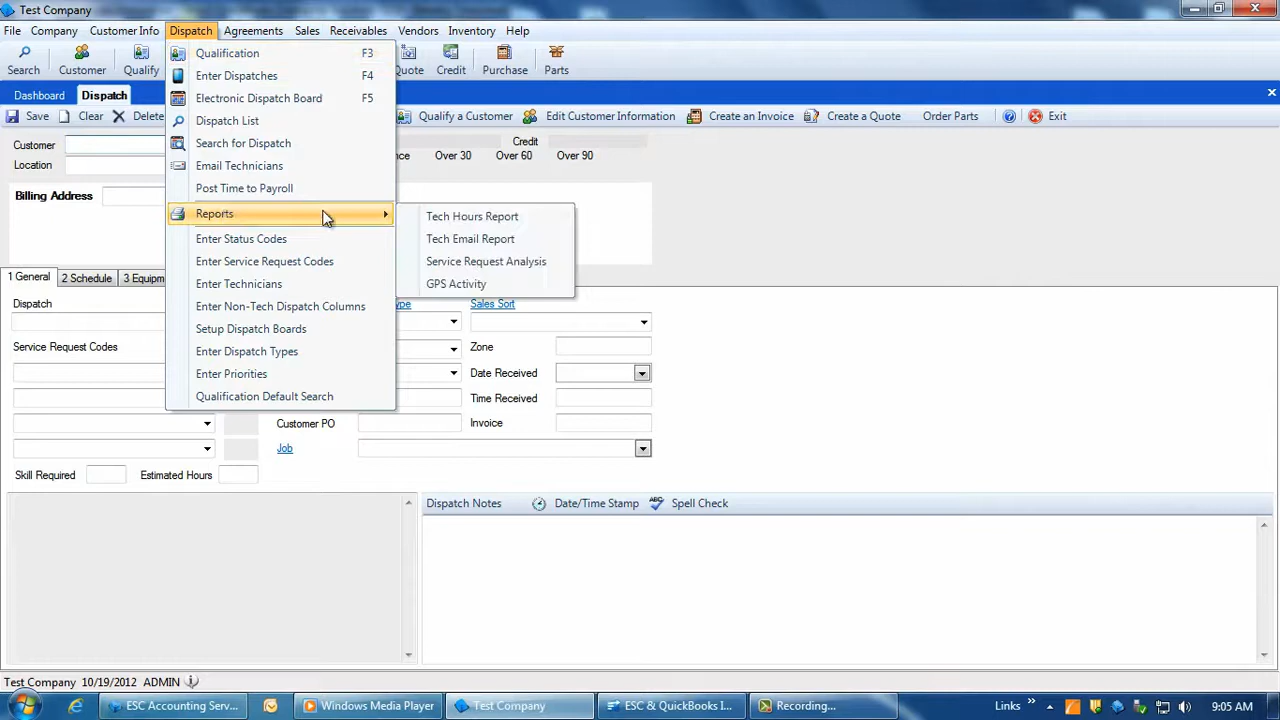 Test Company
File Company Customer Info Dispatch Agreements Sales Receivables Vendors Inventory Help
Search Customer Qualify Quote Credit Purchase Parts
Dashboard Dispatch
Save Clear Delete Qualify a Customer Edit Customer Information Create an Invoice Create a Quote Order Parts Exit
Qualification F3
Enter Dispatches F4
Electronic Dispatch Board F5
Dispatch List
Search for Dispatch
Email Technicians
Post Time to Payroll
Reports
Enter Status Codes
Enter Service Request Codes
Enter Technicians
Enter Non-Tech Dispatch Columns
Setup Dispatch Boards
Enter Dispatch Types
Enter Priorities
Qualification Default Search
Tech Hours Report
Tech Email Report
Service Request Analysis
GPS Activity
Customer Credit
Location Over 30 Over 60 Over 90
Billing Address
1 General 2 Schedule
Dispatch Sales Sort
Service Request Codes Zone
Date Received
Time Received
Customer PO Invoice
Job
Skill Required Estimated Hours
Dispatch Notes Date/Time Stamp ABC Spell Check
Test Company 10/19/2012 ADMIN
ESC Accounting Serv... Windows Media Player Test Company ESC & QuickBooks I... Recording... Links 9:05 AM